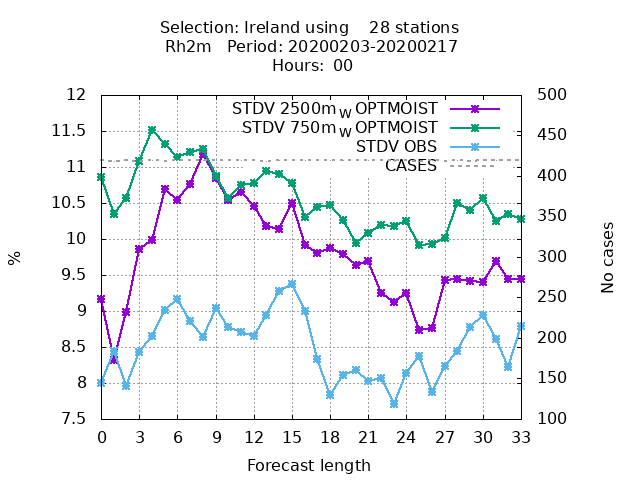 Selection: Ireland using    28 stations
Rh2m   Period: 20200203-20200217
Hours:  00
STDV 2500m_W OPTMOIST
STDV 750m_W OPTMOIST
STDV OBS
CASES
12
11.5
11
10.5
10
9.5
9
8.5
8
7.5
%
500
450
400
350
300
250
200
150
100
No cases
0 3 6 9 12 15 18 21 24 27 30 33
Forecast length